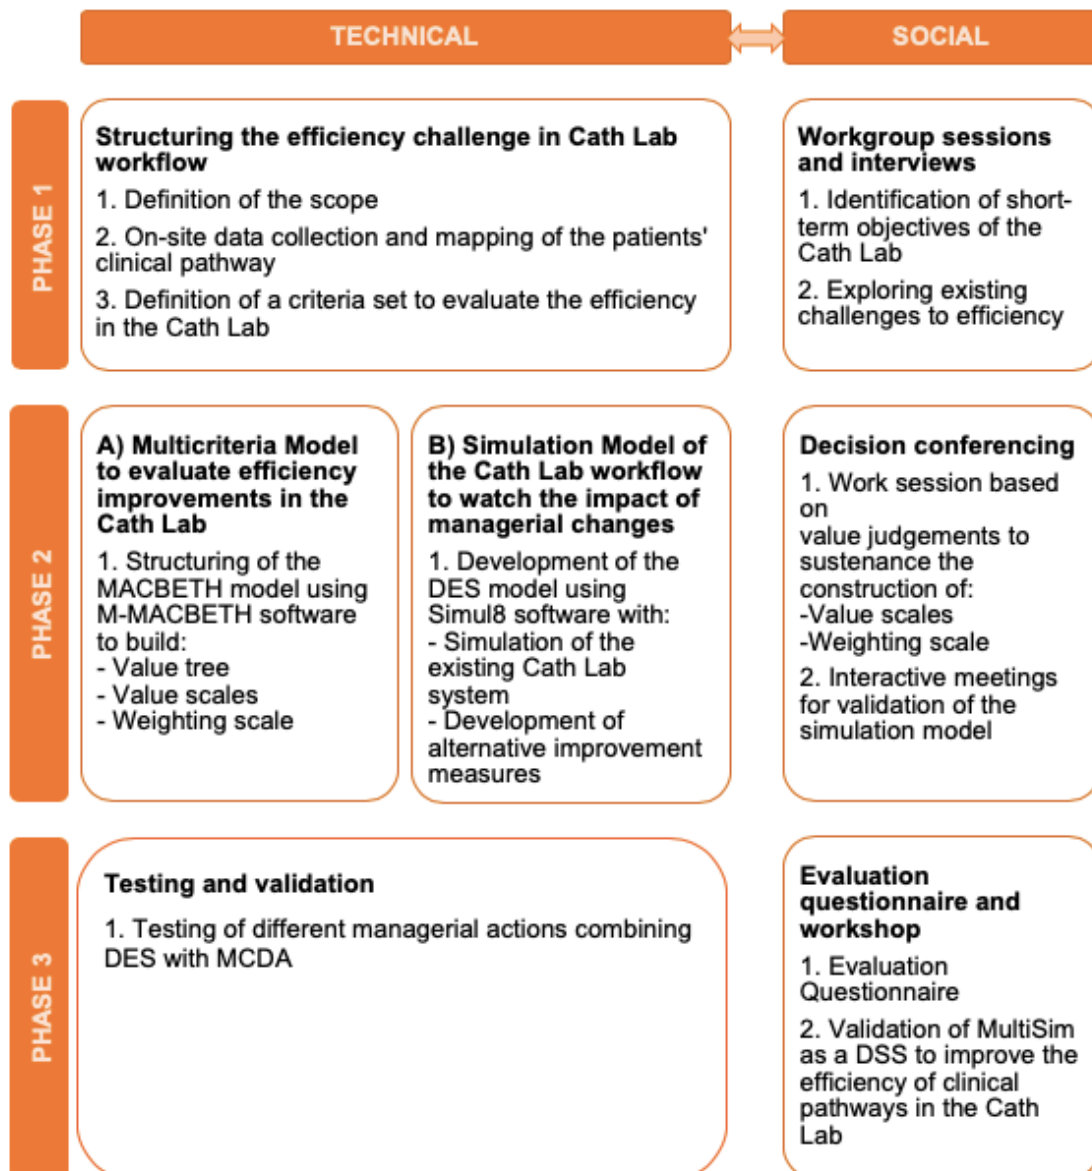 TECHNICAL
SOCIAL
PHASE 1
Structuring the efficiency challenge in Cath Lab
workflow
1. Definition of the scope
2. On-site data collection and mapping of the patients'
clinical pathway
3. Definition of a criteria set to evaluate the efficiency
in the Cath Lab
Workgroup sessions
and interviews
1. Identification of short-
term objectives of the
Cath Lab
2. Exploring existing
challenges to efficiency
PHASE 2
A) Multicriteria Model
to evaluate efficiency
improvements in the
Cath Lab
1. Structuring of the
MACBETH model using
M-MACBETH software
to build:
- Value tree
- Value scales
- Weighting scale
B) Simulation Model of
the Cath Lab workflow
to watch the impact of
managerial changes
1. Development of the
DES model using
Simul8 software with:
- Simulation of the
existing Cath Lab
system
- Development of
alternative improvement
measures
Decision conferencing
1. Work session based
on
value judgements to
sustenance the
construction of:
-Value scales
-Weighting scale
2. Interactive meetings
for validation of the
simulation model
PHASE 3
Testing and validation
1. Testing of different managerial actions combining
DES with MCDA
Evaluation
questionnaire and
workshop
1. Evaluation
Questionnaire
2. Validation of MultiSim
as a DSS to improve the
efficiency of clinical
pathways in the Cath
Lab